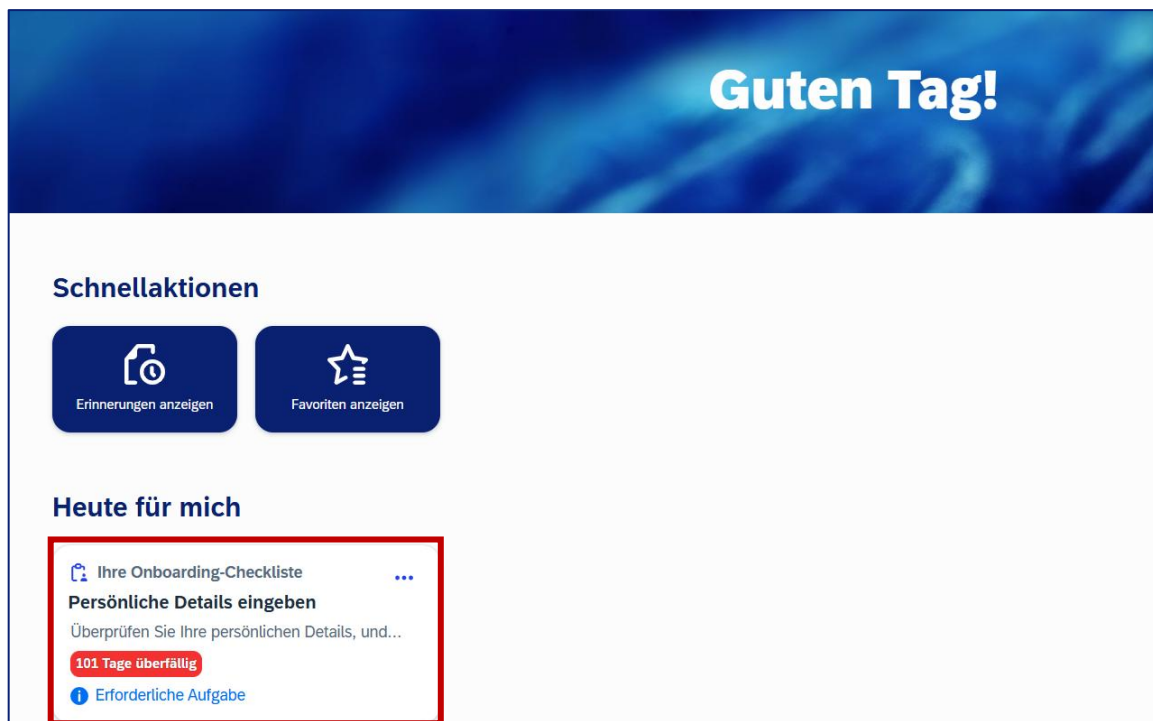 Guten Tag!
Schnellaktionen
Erinnerungen anzeigen
Favoriten anzeigen
Heute für mich
Ihre Onboarding-Checkliste
Persönliche Details eingeben
Überprüfen Sie Ihre persönlichen Details, und...
101 Tage überfällig
Erforderliche Aufgabe